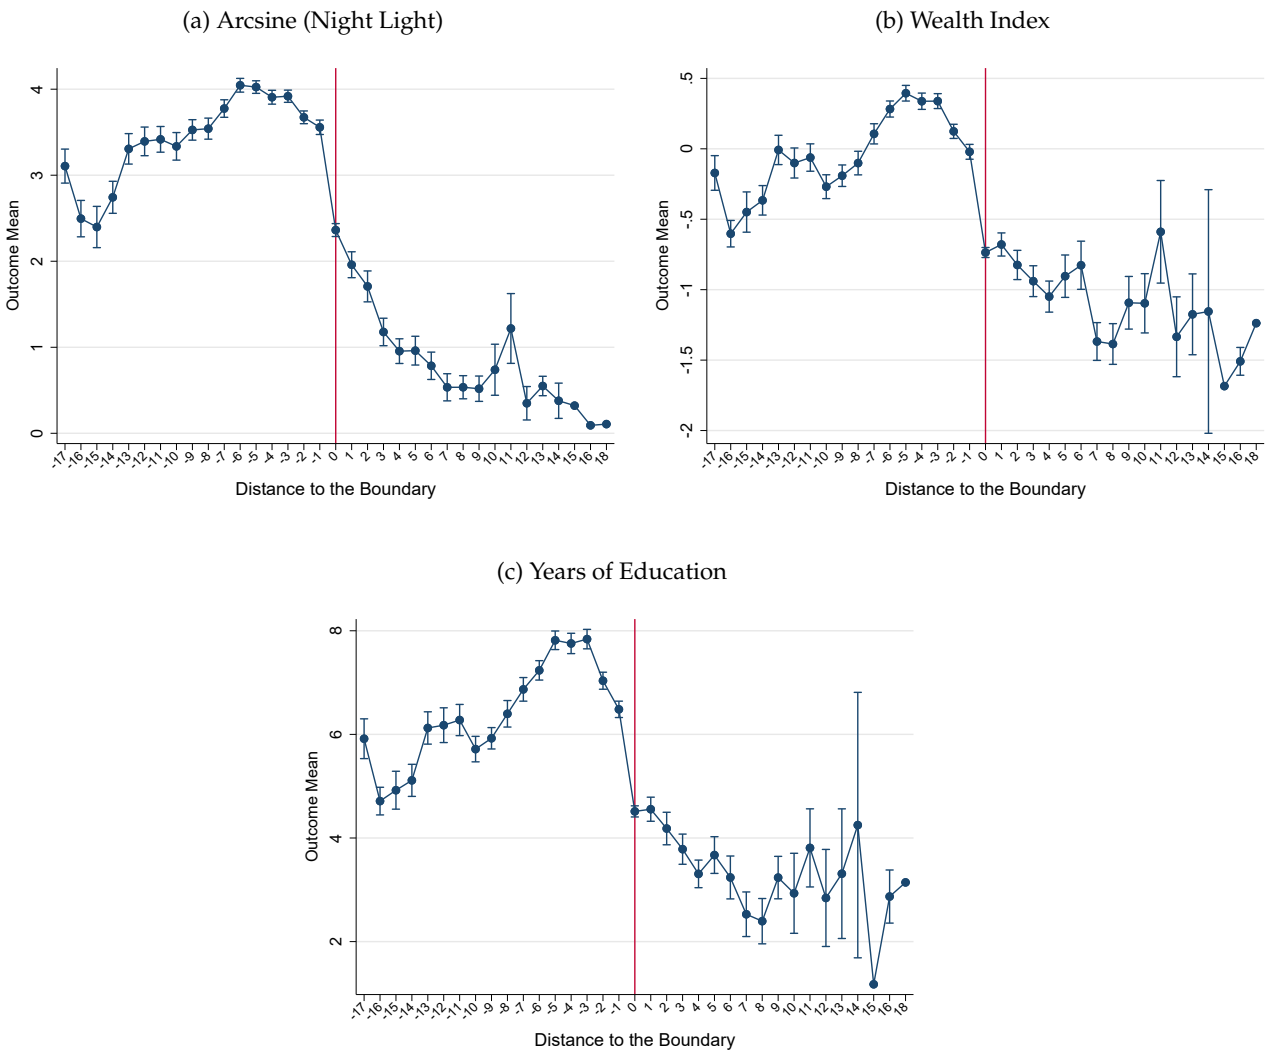 (a) Arcsine (Night Light)
Outcome Mean
4
3
2
1
0
-17 -16 -15 -14 -13 -12 -11 -10 -9 -8 -7 -6 -5 -4 -3 -2 -1 0 1 2 3 4 5 6 7 8 9 10 11 12 13 14 15 16 18
Distance to the Boundary
(b) Wealth Index
Outcome Mean
.5
0
-.5
-1
-1.5
-2
-17 -16 -15 -14 -13 -12 -11 -10 -9 -8 -7 -6 -5 -4 -3 -2 -1 0 1 2 3 4 5 6 7 8 9 10 11 12 13 14 15 16 18
Distance to the Boundary
(c) Years of Education
Outcome Mean
8
6
4
2
-17 -16 -15 -14 -13 -12 -11 -10 -9 -8 -7 -6 -5 -4 -3 -2 -1 0 1 2 3 4 5 6 7 8 9 10 11 12 13 14 15 16 18
Distance to the Boundary